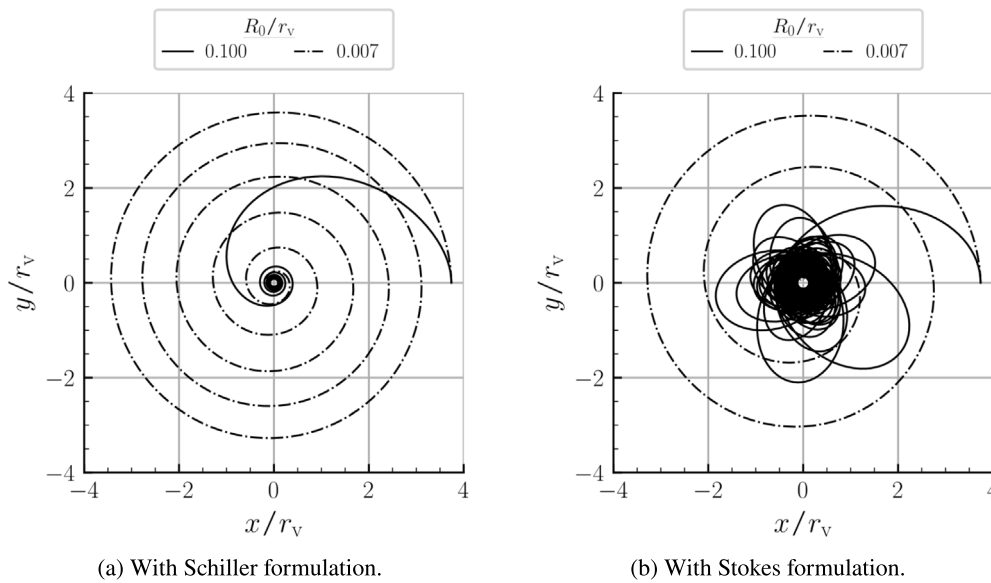 R₀/rᵥ
0.100 0.007
R₀/rᵥ
0.100 0.007
4
2
0
−2
−4
y/rᵥ
−4 −2 0 2 4
x/rᵥ
4
2
0
−2
−4
y/rᵥ
−4 −2 0 2 4
x/rᵥ
(a) With Schiller formulation.
(b) With Stokes formulation.